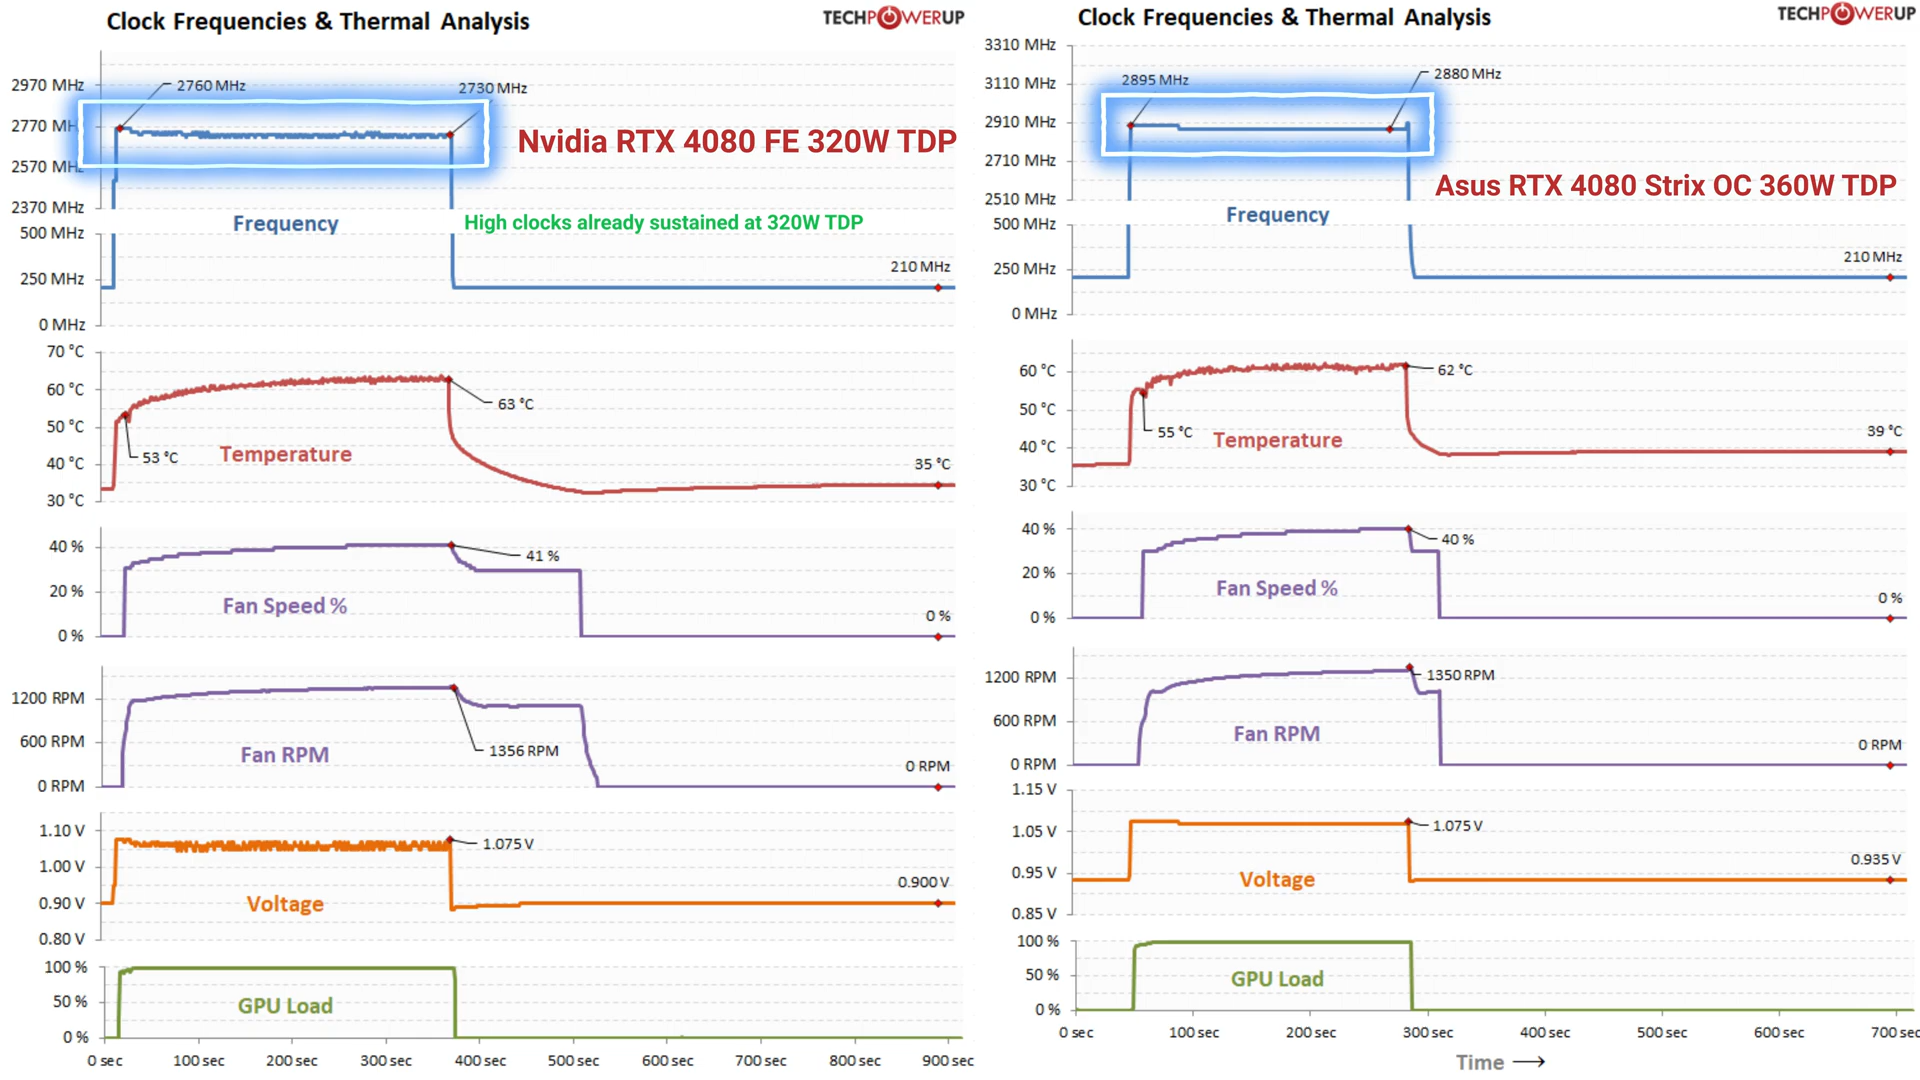 Clock Frequencies & Thermal Analysis
TECHPOWERUP
2970 MHz
2770 MH
2570 MHz
2370 MHz
500 MHz
250 MHz
0 MHz
2760 MHz
2730 MHz
Nvidia RTX 4080 FE 320W TDP
High clocks already sustained at 320W TDP
Frequency
210 MHz
70 °C
60 °C
50 °C
40 °C
30 °C
53 °C
63 °C
Temperature
35 °C
40 %
20 %
0 %
41 %
Fan Speed %
0 %
1200 RPM
600 RPM
0 RPM
1356 RPM
Fan RPM
0 RPM
1.10 V
1.00 V
0.90 V
0.80 V
1.075 V
0.900 V
Voltage
100 %
50 %
0 %
GPU Load
0 sec 100 sec 200 sec 300 sec 400 sec 500 sec 600 sec 700 sec 800 sec 900 sec
Clock Frequencies & Thermal Analysis
TECHPOWERUP
3310 MHz
3110 MHz
2910 MHz
2710 MHz
2510 MHz
500 MHz
250 MHz
0 MHz
2895 MHz
2880 MHz
Asus RTX 4080 Strix OC 360W TDP
Frequency
210 MHz
60 °C
50 °C
40 °C
30 °C
62 °C
55 °C
Temperature
39 °C
40 %
20 %
0 %
40 %
Fan Speed %
0 %
1200 RPM
600 RPM
0 RPM
1350 RPM
Fan RPM
0 RPM
1.15 V
1.05 V
0.95 V
0.85 V
1.075 V
0.935 V
Voltage
100 %
50 %
0 %
GPU Load
0 sec 100 sec 200 sec 300 sec 400 sec 500 sec 600 sec 700 sec
Time